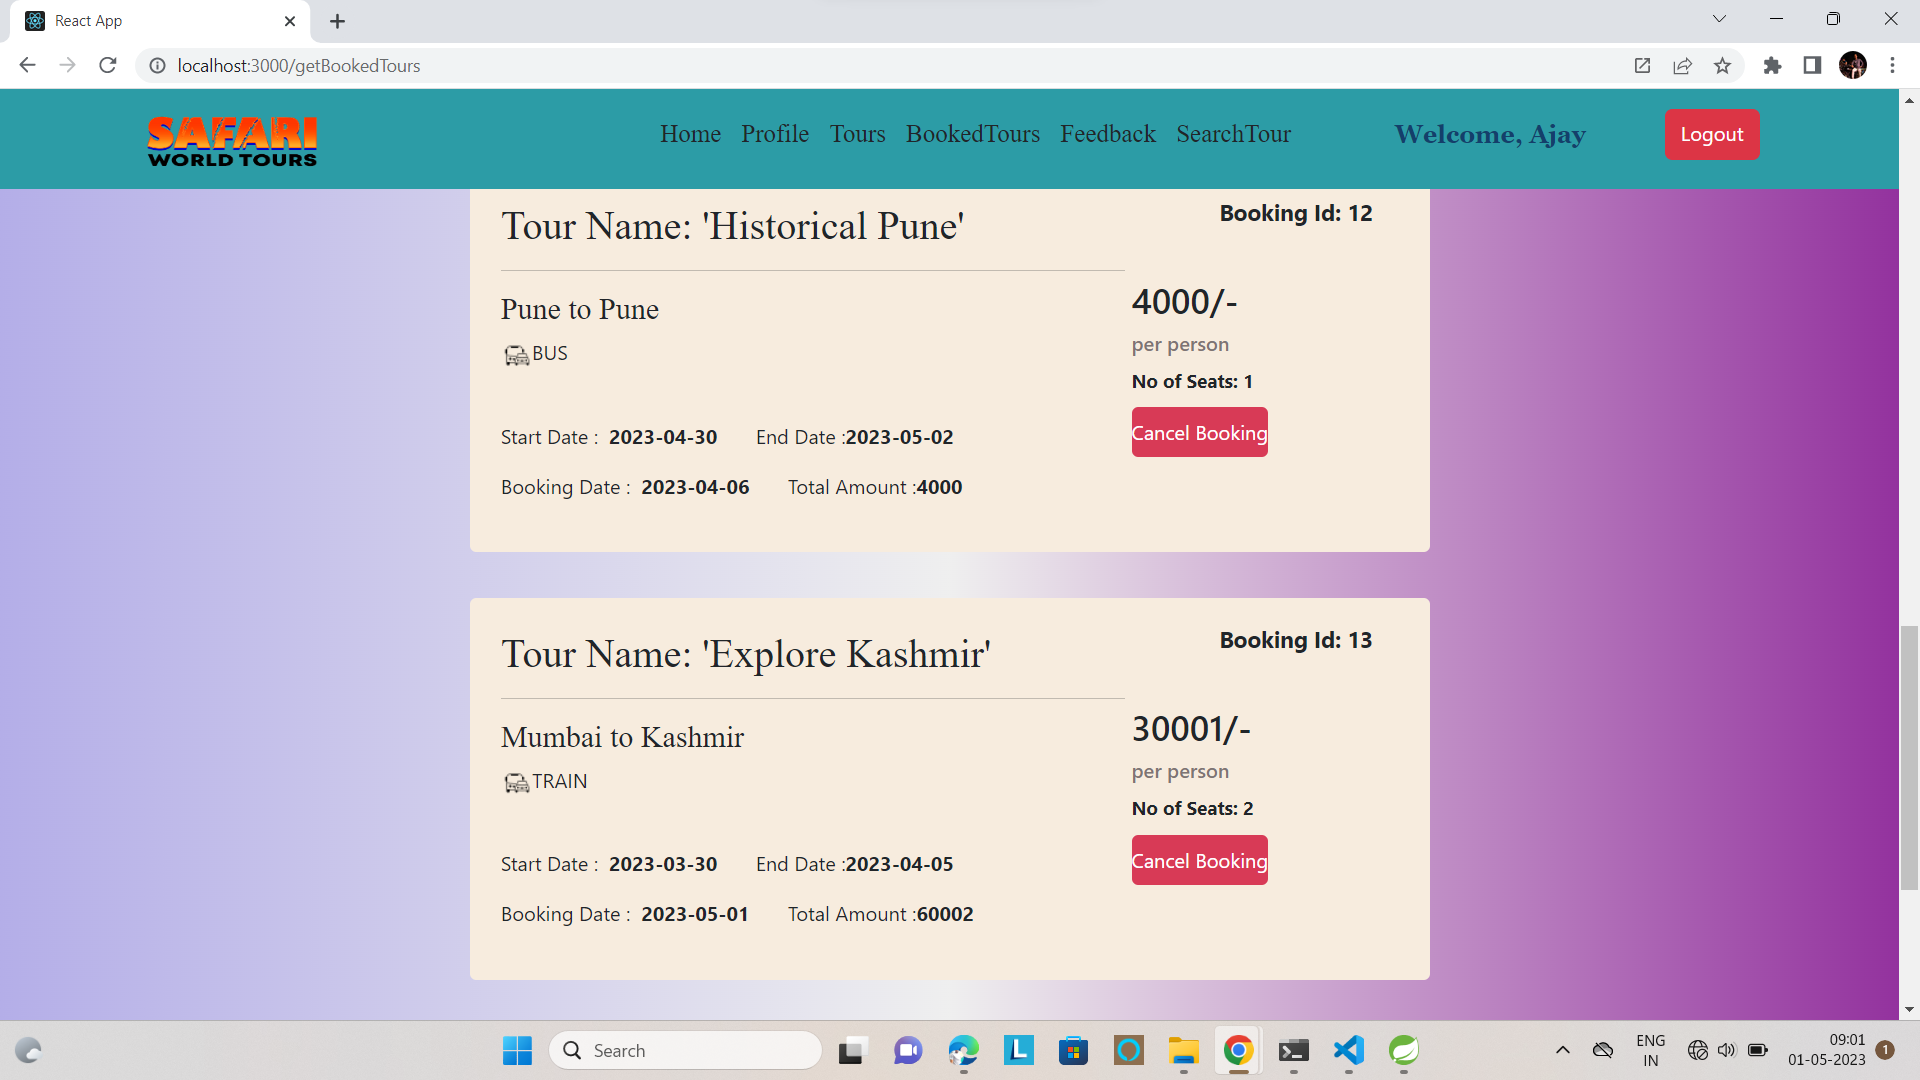 React App
localhost:3000/getBookedTours
SAFARI
WORLD TOURS
Home Profile Tours BookedTours Feedback SearchTour
Welcome, Ajay
Logout
Tour Name: 'Historical Pune'
Booking Id: 12
Pune to Pune
4000/-
BUS
per person
No of Seats: 1
Cancel Booking
Start Date : 2023-04-30 End Date :2023-05-02
Booking Date : 2023-04-06 Total Amount :4000
Tour Name: 'Explore Kashmir'
Booking Id: 13
Mumbai to Kashmir
30001/-
TRAIN
per person
No of Seats: 2
Cancel Booking
Start Date : 2023-03-30 End Date :2023-04-05
Booking Date : 2023-05-01 Total Amount :60002
Search
L
ENG
IN
09:01
01-05-2023
1